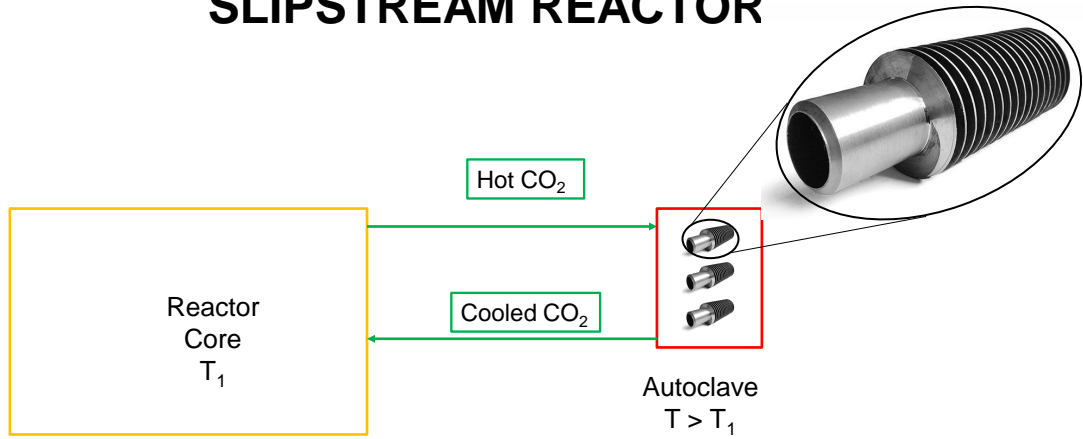 SLIPSTREAM REACTOR
Hot CO₂
Cooled CO₂
Reactor
Core
T₁
Autoclave
T > T₁